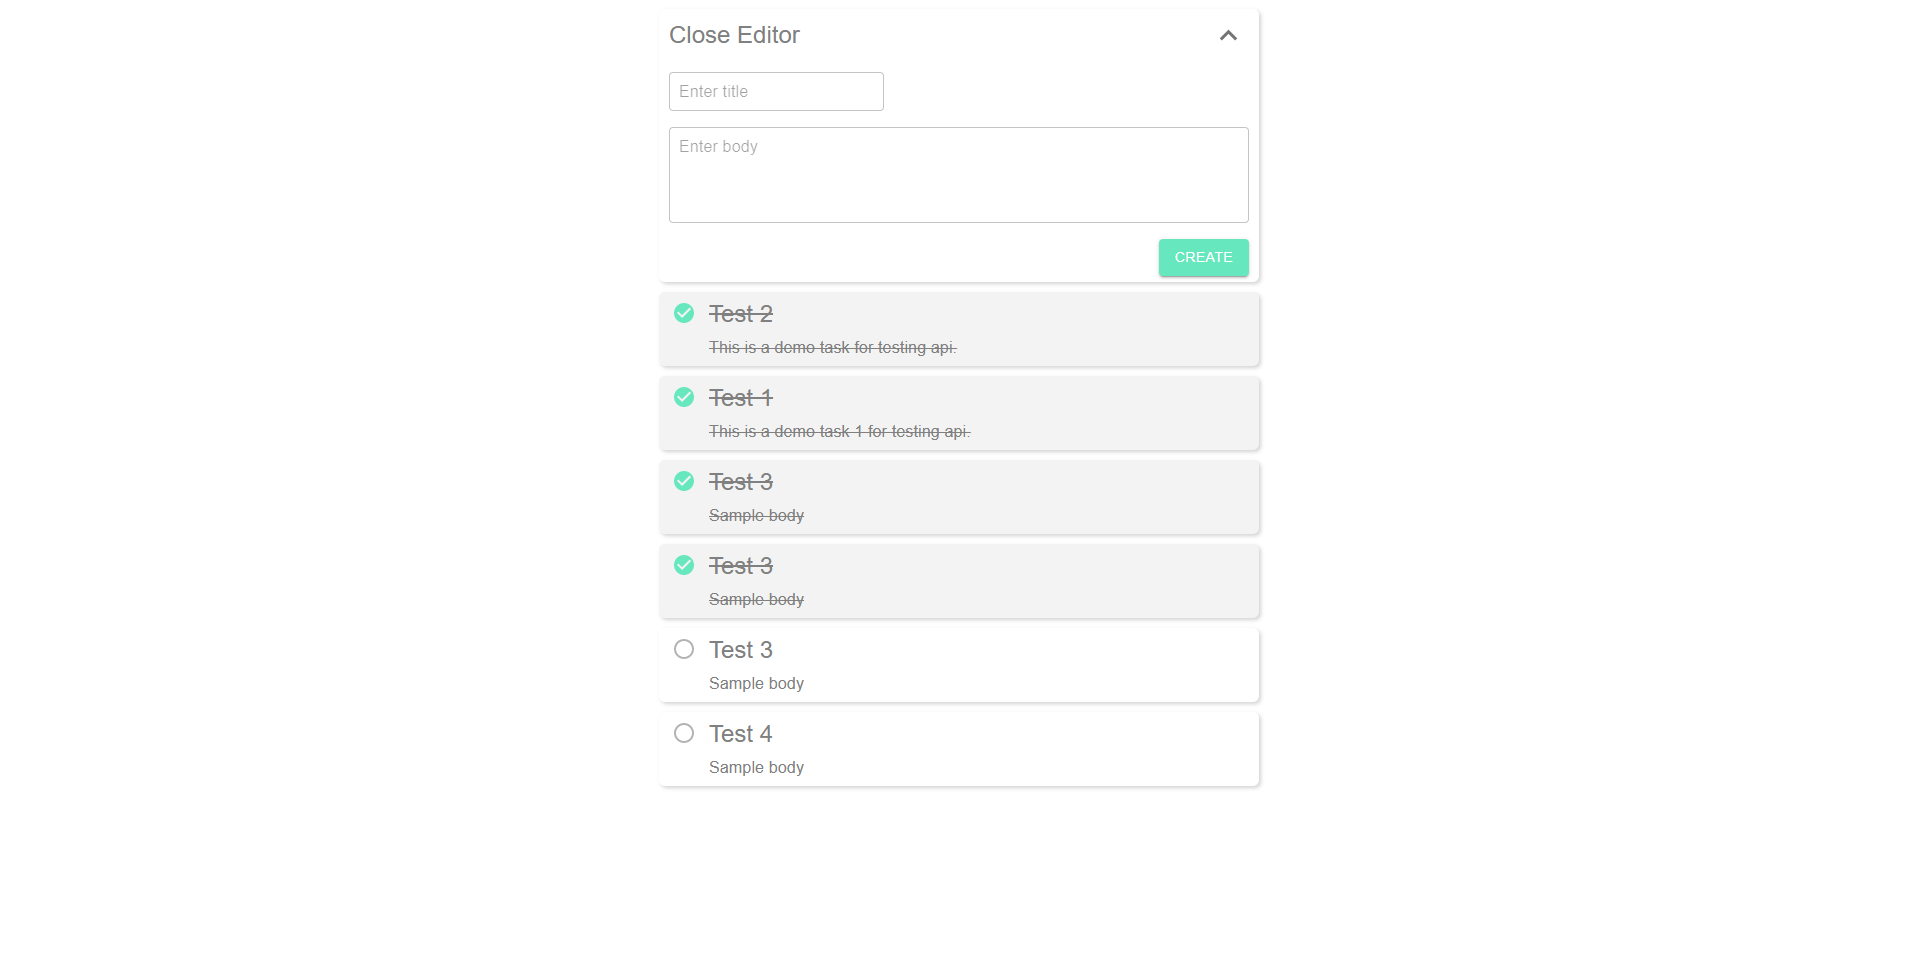 Close Editor
Enter title
Enter body
CREATE
Test 2
This is a demo task for testing api.
Test 1
This is a demo task 1 for testing api.
Test 3
Sample body
Test 3
Sample body
Test 3
Sample body
Test 4
Sample body